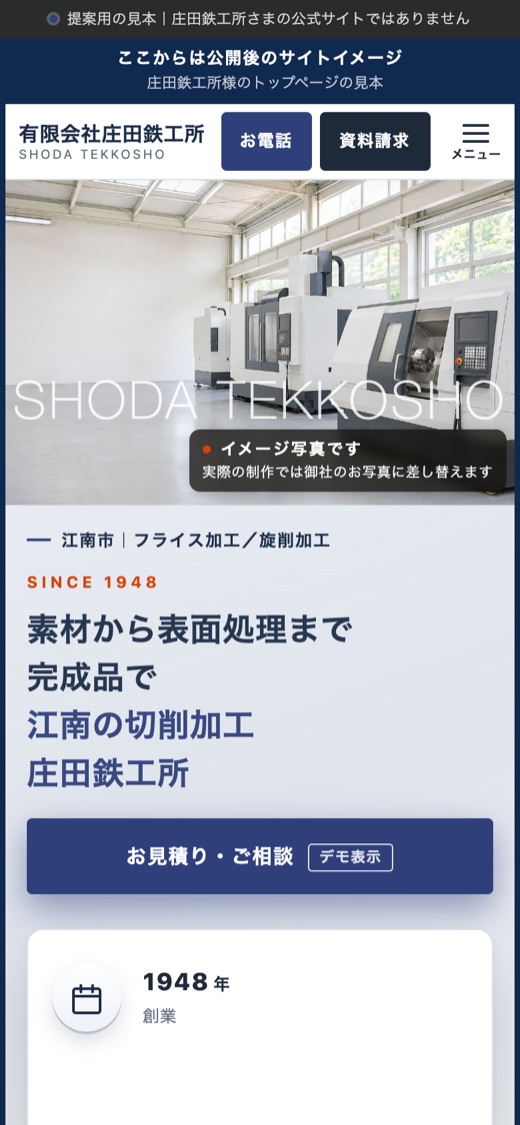 提案用の見本｜庄田鉄工所さまの公式サイトではありません
ここからは公開後のサイトイメージ
庄田鉄工所様のトップページの見本
有限会社庄田鉄工所
SHODA TEKKOSHO
お電話
資料請求
メニュー
SHODA TEKKOSHO
イメージ写真です
実際の制作では御社のお写真に差し替えます
江南市｜フライス加工／旋削加工
SINCE 1948
素材から表面処理まで
完成品で
江南の切削加工
庄田鉄工所
お見積り・ご相談 デモ表示
1948年
創業